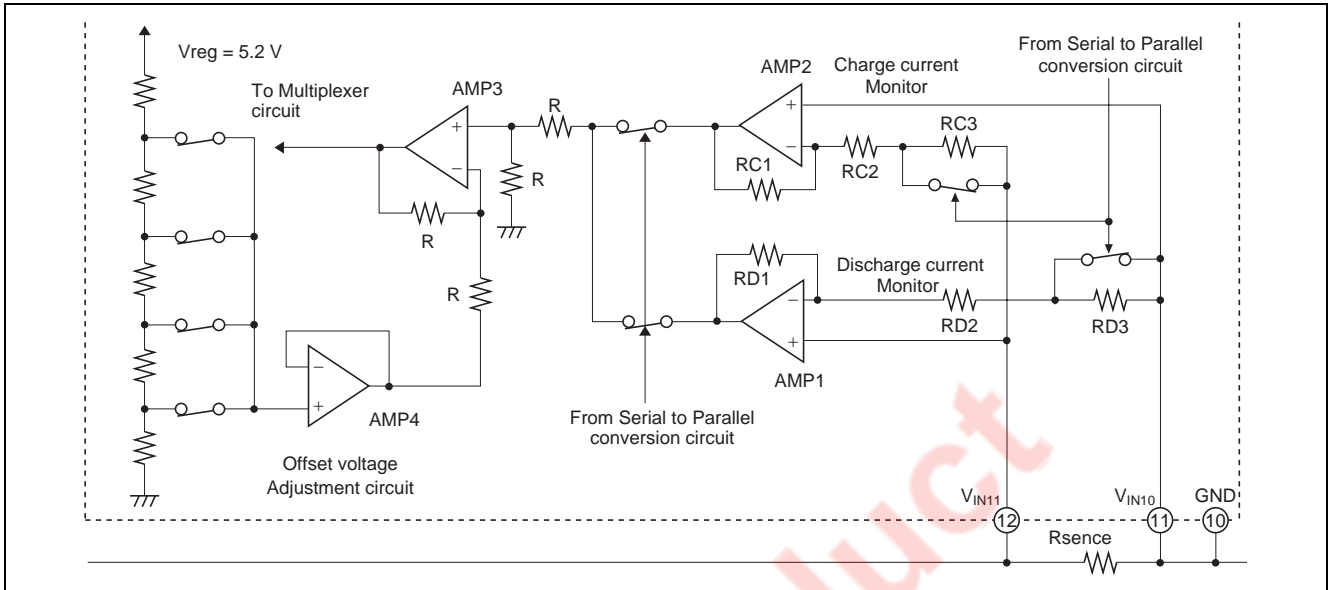 Vreg = 5.2 V
To Multiplexer
circuit
AMP3
+
−
R
R
R
R
AMP2
+
−
Charge current
Monitor
From Serial to Parallel
conversion circuit
RC1
RC2
RC3
RD1
Discharge current
Monitor
−
+
AMP1
RD2
RD3
−
+
AMP4
Offset voltage
Adjustment circuit
From Serial to Parallel
conversion circuit
VIN11
VIN10
GND
12
11
10
Rsence
duct